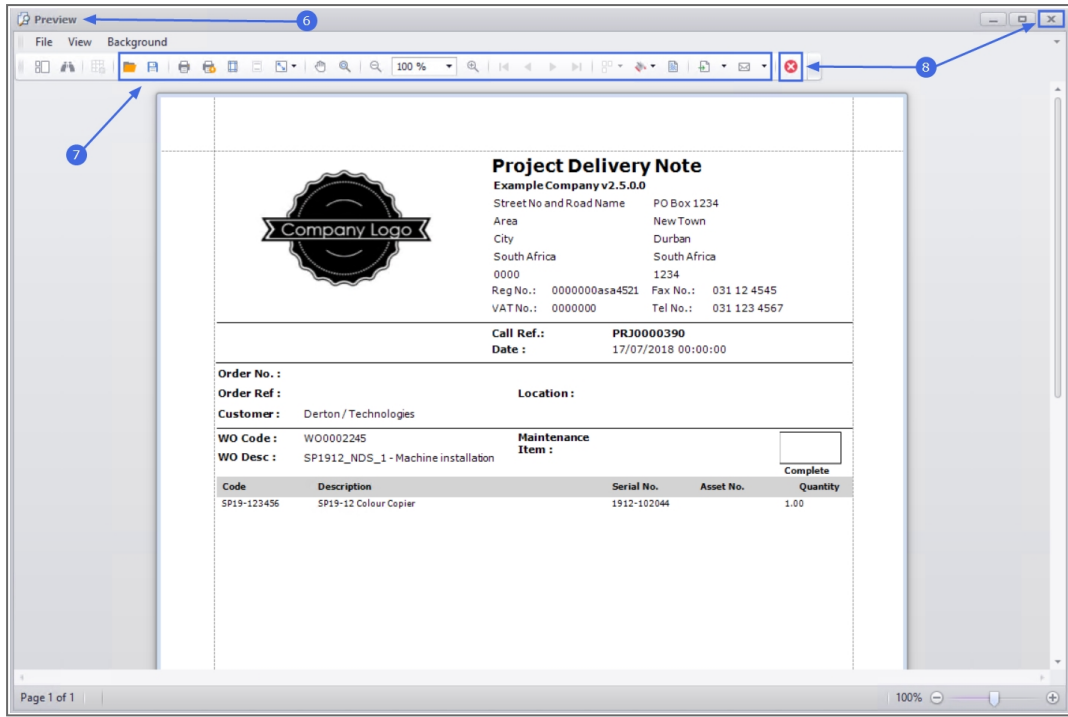 Preview
6
File View Background
100 %
8
7
Project Delivery Note
Example Company v2.5.0.0
Street No and Road Name PO Box 1234
Area New Town
Company Logo
City Durban
South Africa South Africa
0000 1234
Reg No.: 0000000asa4521 Fax No.: 031 12 4545
VAT No.: 0000000 Tel No.: 031 123 4567
Call Ref.: PRJ0000390
Date : 17/07/2018 00:00:00
Order No. :
Order Ref : Location :
Customer : Derton / Technologies
WO Code : WO0002245 Maintenance
Item :
WO Desc : SP1912_NDS_1 - Machine installation
Complete
Code Description Serial No. Asset No. Quantity
SP19-123456 SP19-12 Colour Copier 1912-102044 1.00
Page 1 of 1 100%